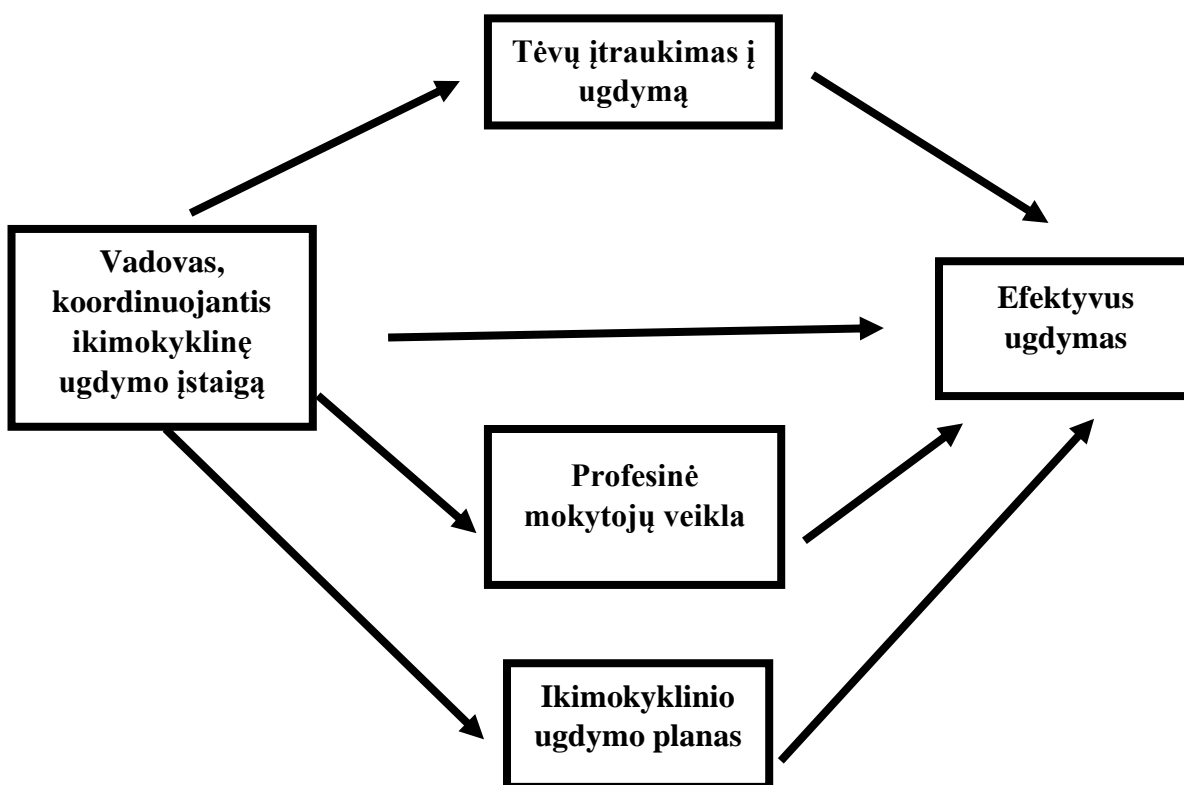 Tėvų įtraukimas į
ugdymą
Vadovas,
koordinuojantis
ikimokyklinę
ugdymo įstaigą
Efektyvus
ugdymas
Profesinė
mokytojų veikla
Ikimokyklinio
ugdymo planas